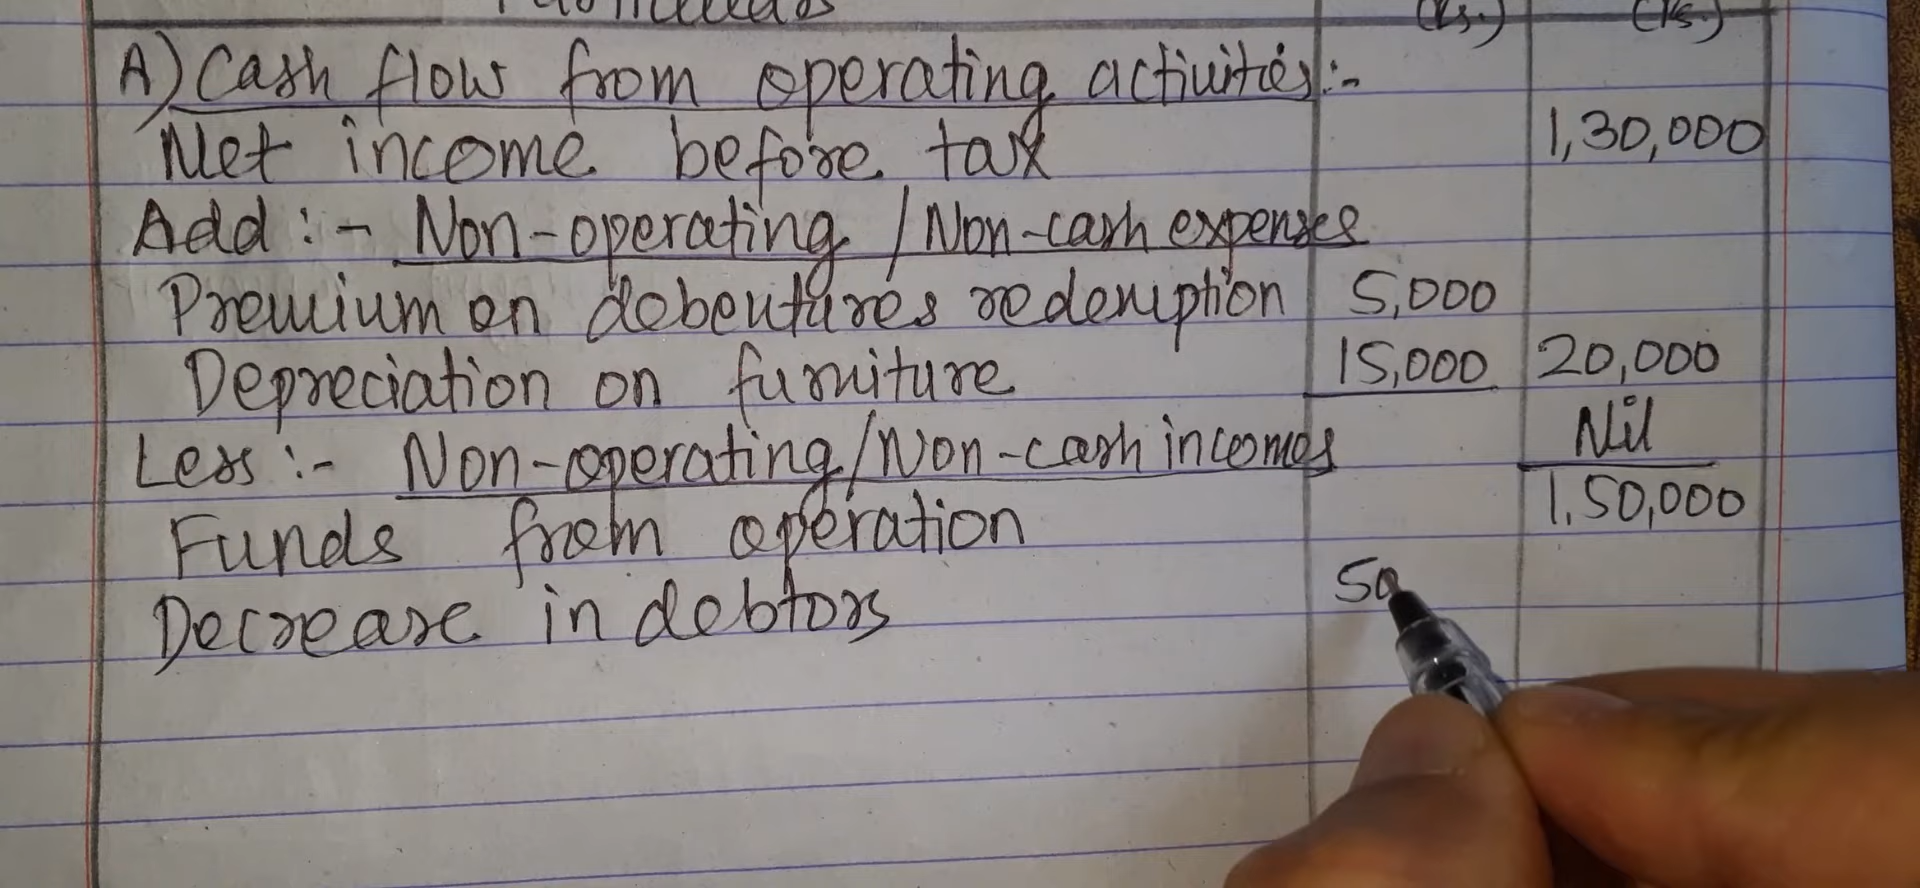 Particulars (Rs.) (Rs.)
A) Cash flow from operating activities:-
Net income before tax 1,30,000
Add :- Non-operating / Non-cash expenses
Premium on debentures redemption 5,000
Depreciation on furniture 15,000 20,000
Less :- Non-operating/Non-cash incomes Nil
Funds from operation 1,50,000
Decrease in debtors 50